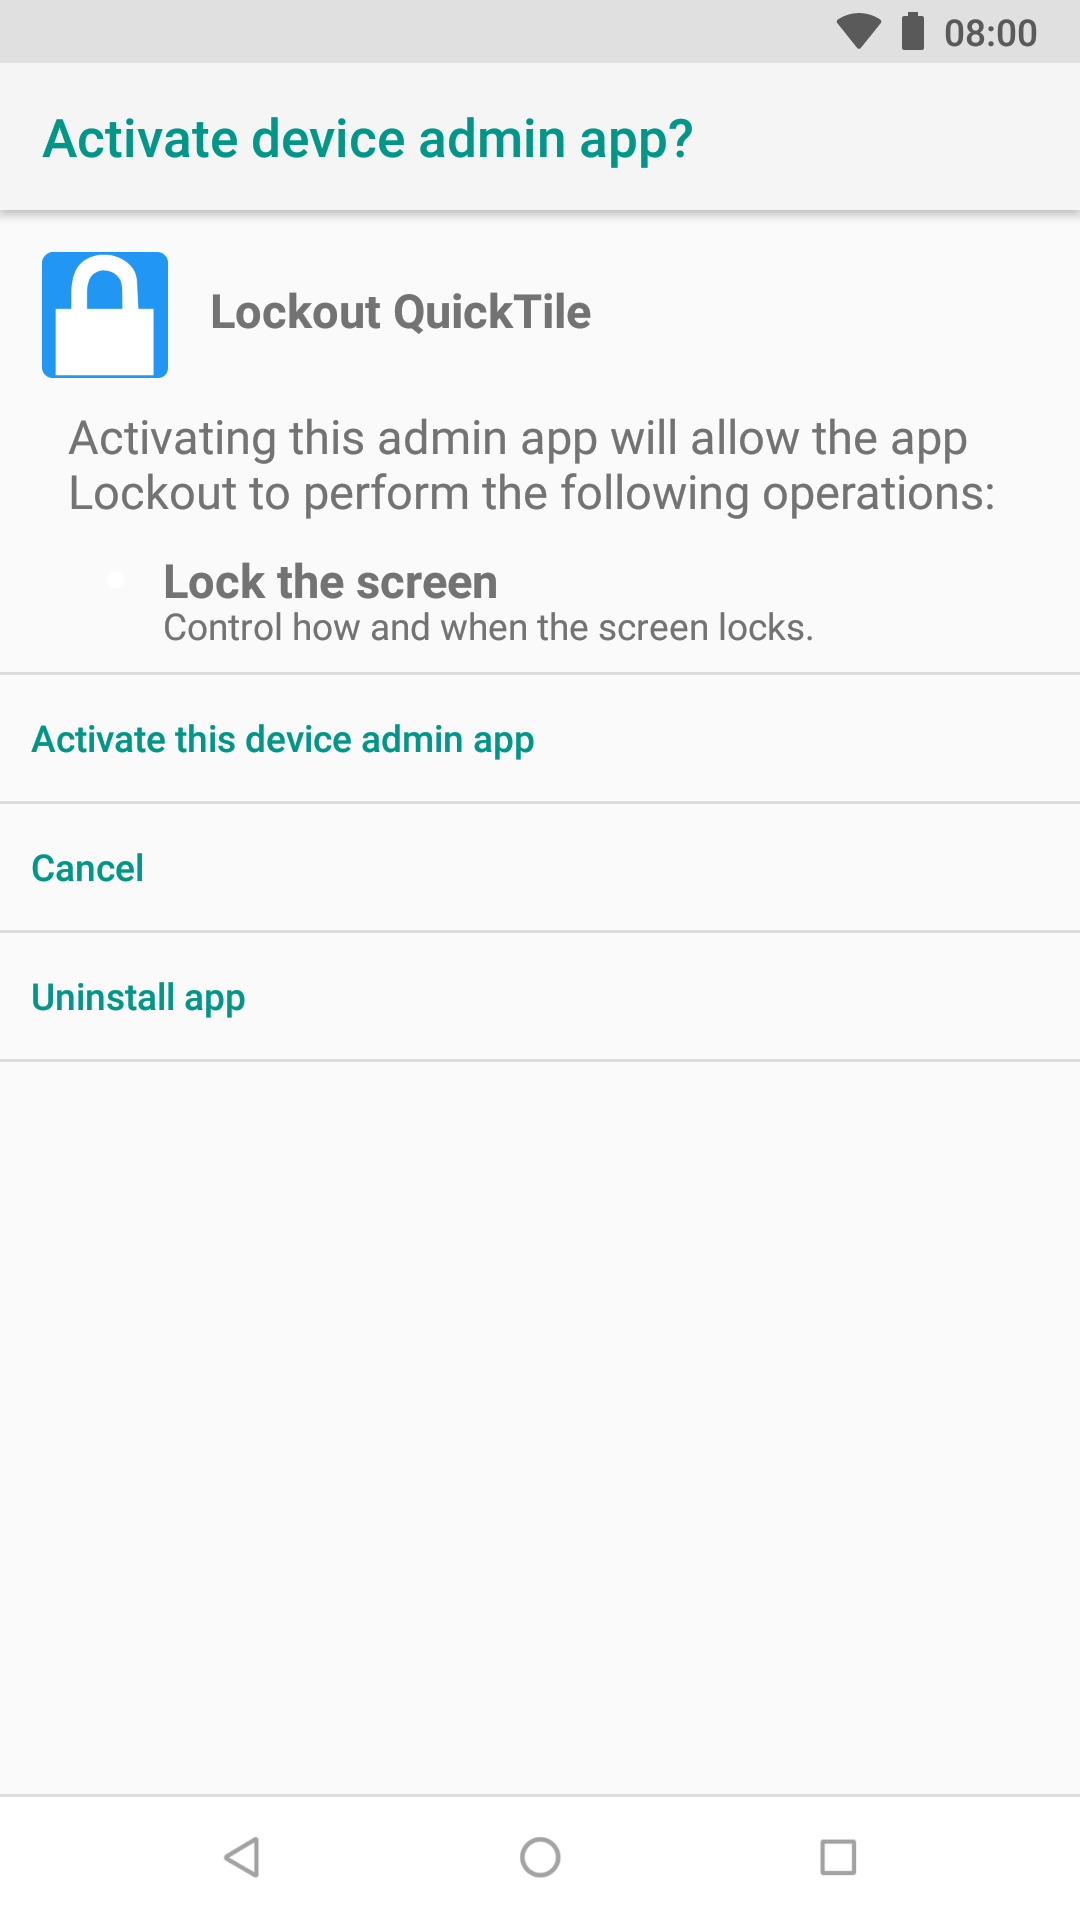 08:00
Activate device admin app?
Lockout QuickTile
Activating this admin app will allow the app
Lockout to perform the following operations:
Lock the screen
Control how and when the screen locks.
Activate this device admin app
Cancel
Uninstall app